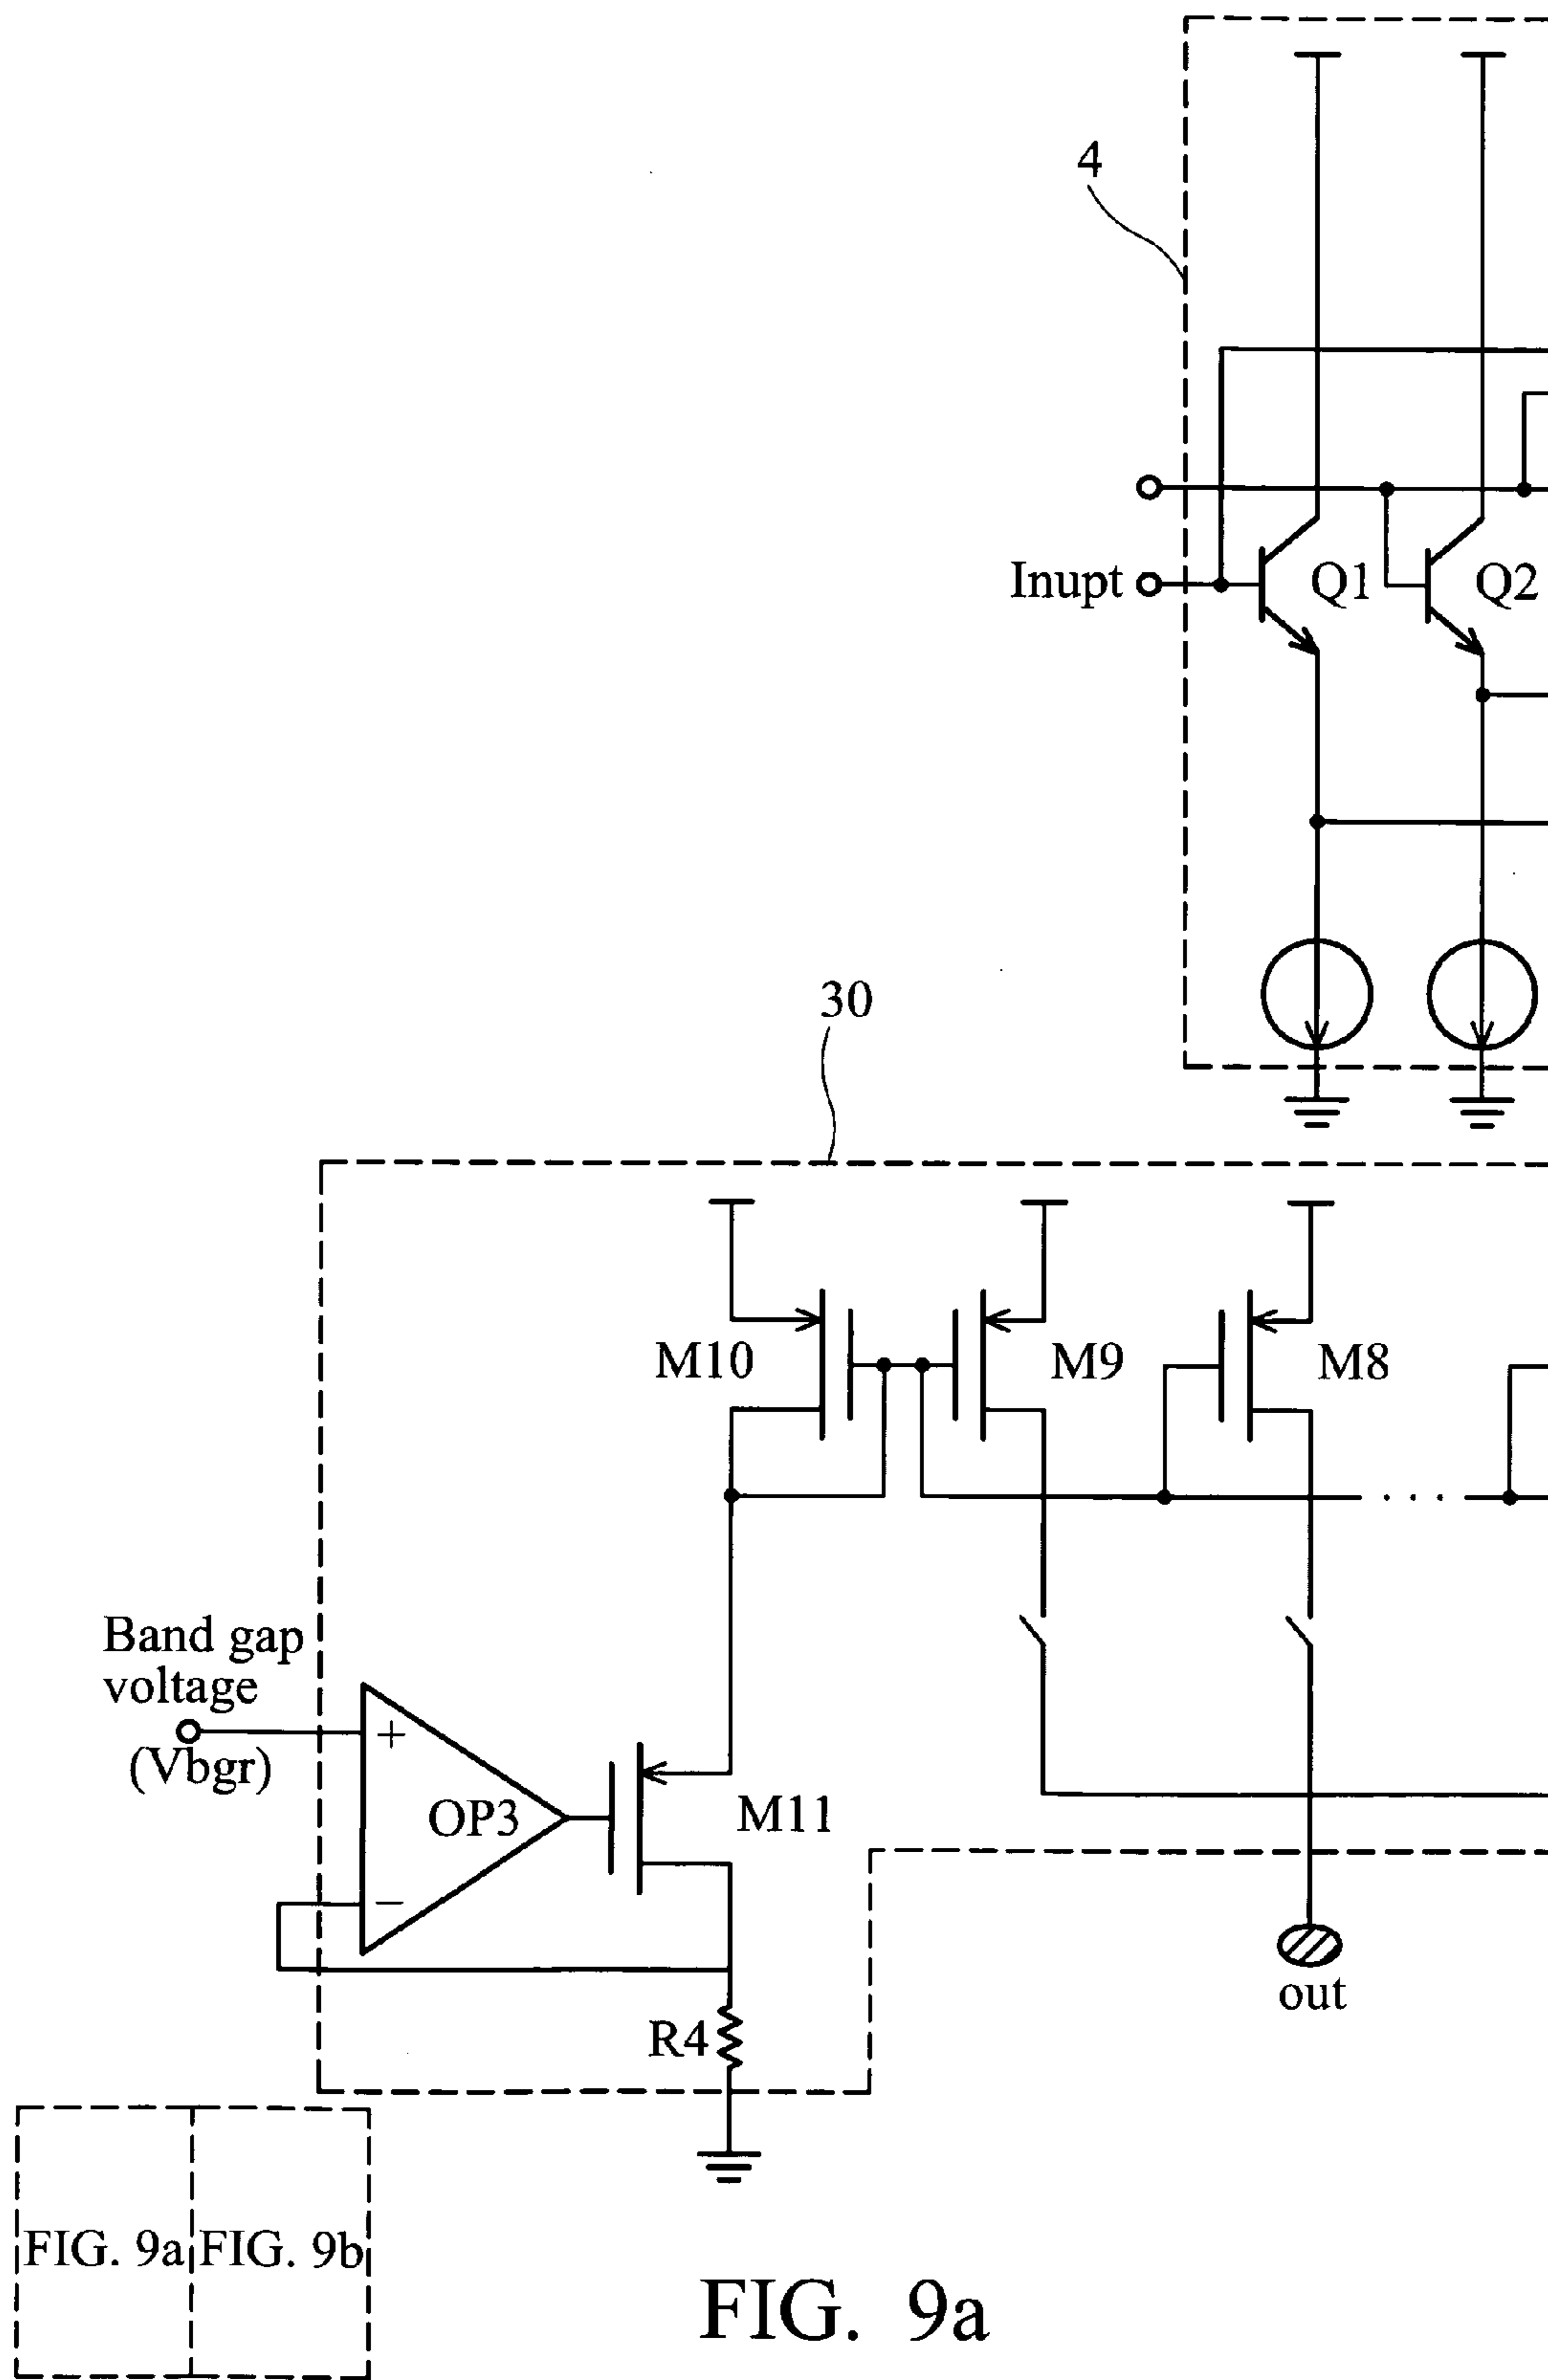 4
Inupt
Q1
Q2
30
M10
M9
M8
. . .
Band gap
voltage
(Vbgr)
+
OP3
−
M11
out
R4
FIG. 9a
FIG. 9b
FIG. 9a